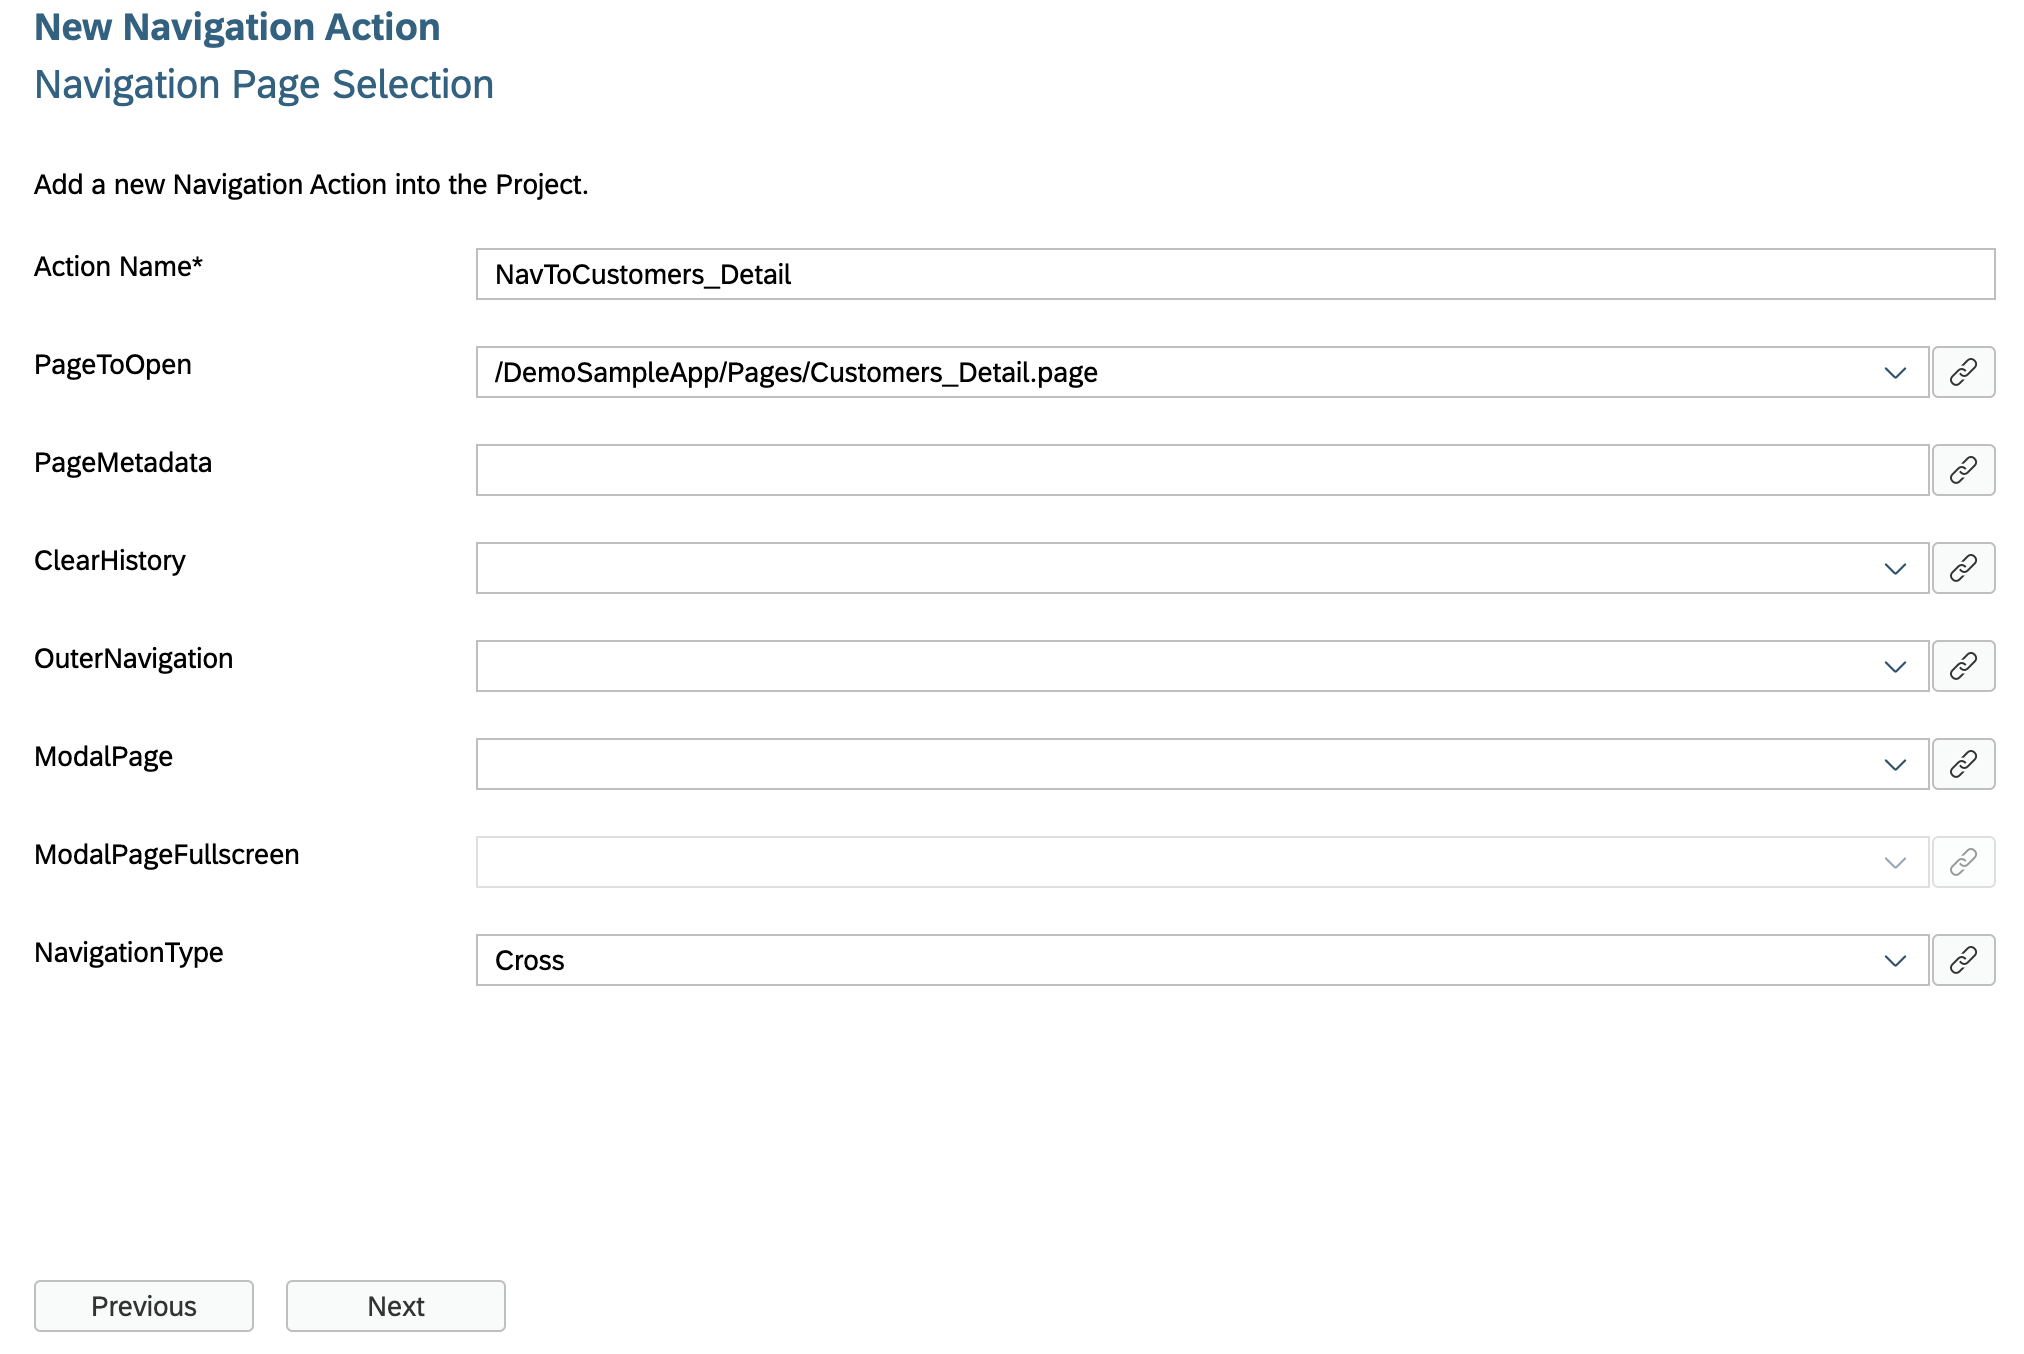 New Navigation Action
Navigation Page Selection
Add a new Navigation Action into the Project.
Action Name*
NavToCustomers_Detail
PageToOpen
/DemoSampleApp/Pages/Customers_Detail.page
PageMetadata
ClearHistory
OuterNavigation
ModalPage
ModalPageFullscreen
NavigationType
Cross
Previous
Next